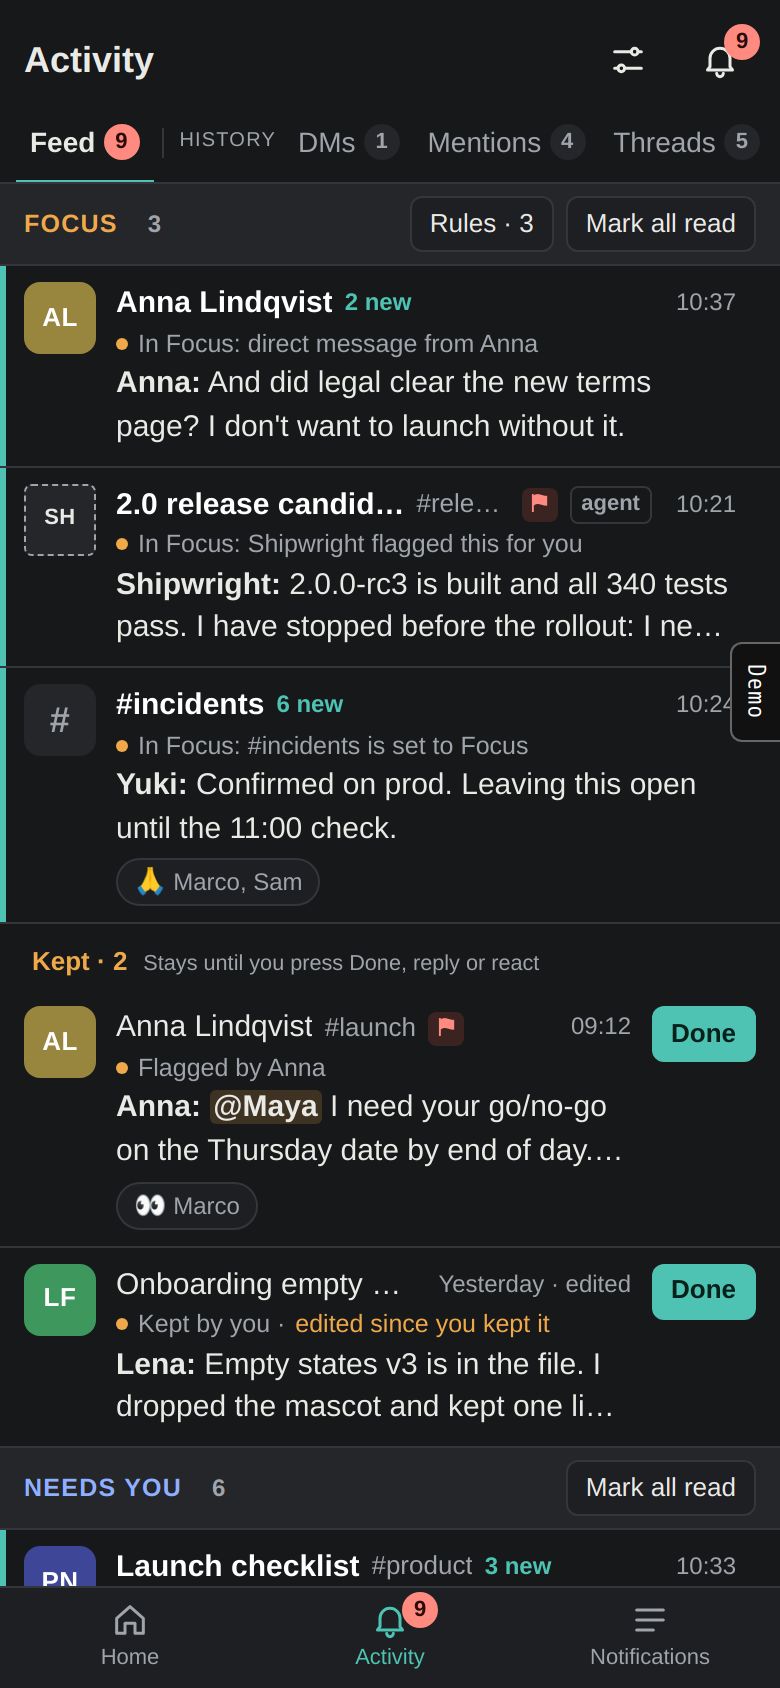 Activity
9
Feed 9 HISTORY DMs 1 Mentions 4 Threads 5
FOCUS 3 Rules · 3 Mark all read
AL Anna Lindqvist 2 new 10:37
In Focus: direct message from Anna
Anna: And did legal clear the new terms
page? I don't want to launch without it.
SH 2.0 release candid… #rele… agent 10:21
In Focus: Shipwright flagged this for you
Shipwright: 2.0.0-rc3 is built and all 340 tests
pass. I have stopped before the rollout: I ne…
Demo
# #incidents 6 new 10:24
In Focus: #incidents is set to Focus
Yuki: Confirmed on prod. Leaving this open
until the 11:00 check.
🙏 Marco, Sam
Kept · 2 Stays until you press Done, reply or react
AL Anna Lindqvist #launch 09:12 Done
Flagged by Anna
Anna: @Maya I need your go/no-go
on the Thursday date by end of day.…
👀 Marco
LF Onboarding empty … Yesterday · edited Done
Kept by you · edited since you kept it
Lena: Empty states v3 is in the file. I
dropped the mascot and kept one li…
NEEDS YOU 6 Mark all read
PN Launch checklist #product 3 new 10:33
9
Home Activity Notifications